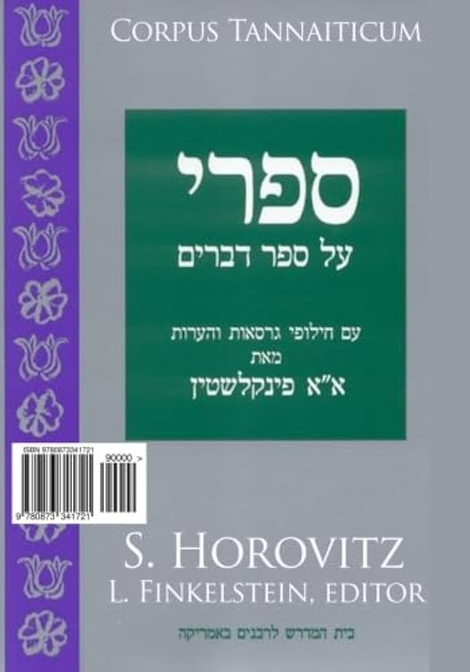 CORPUS TANNAITICUM
ספרי
על ספר דברים
עם חילופי גרסאות והערות
מאת
א"א פינקלשטין
ISBN 9780873341721
90000 >
9 780873 341721
S. HOROVITZ
L. FINKELSTEIN, EDITOR
בית המדרש לרבנים באמריקה